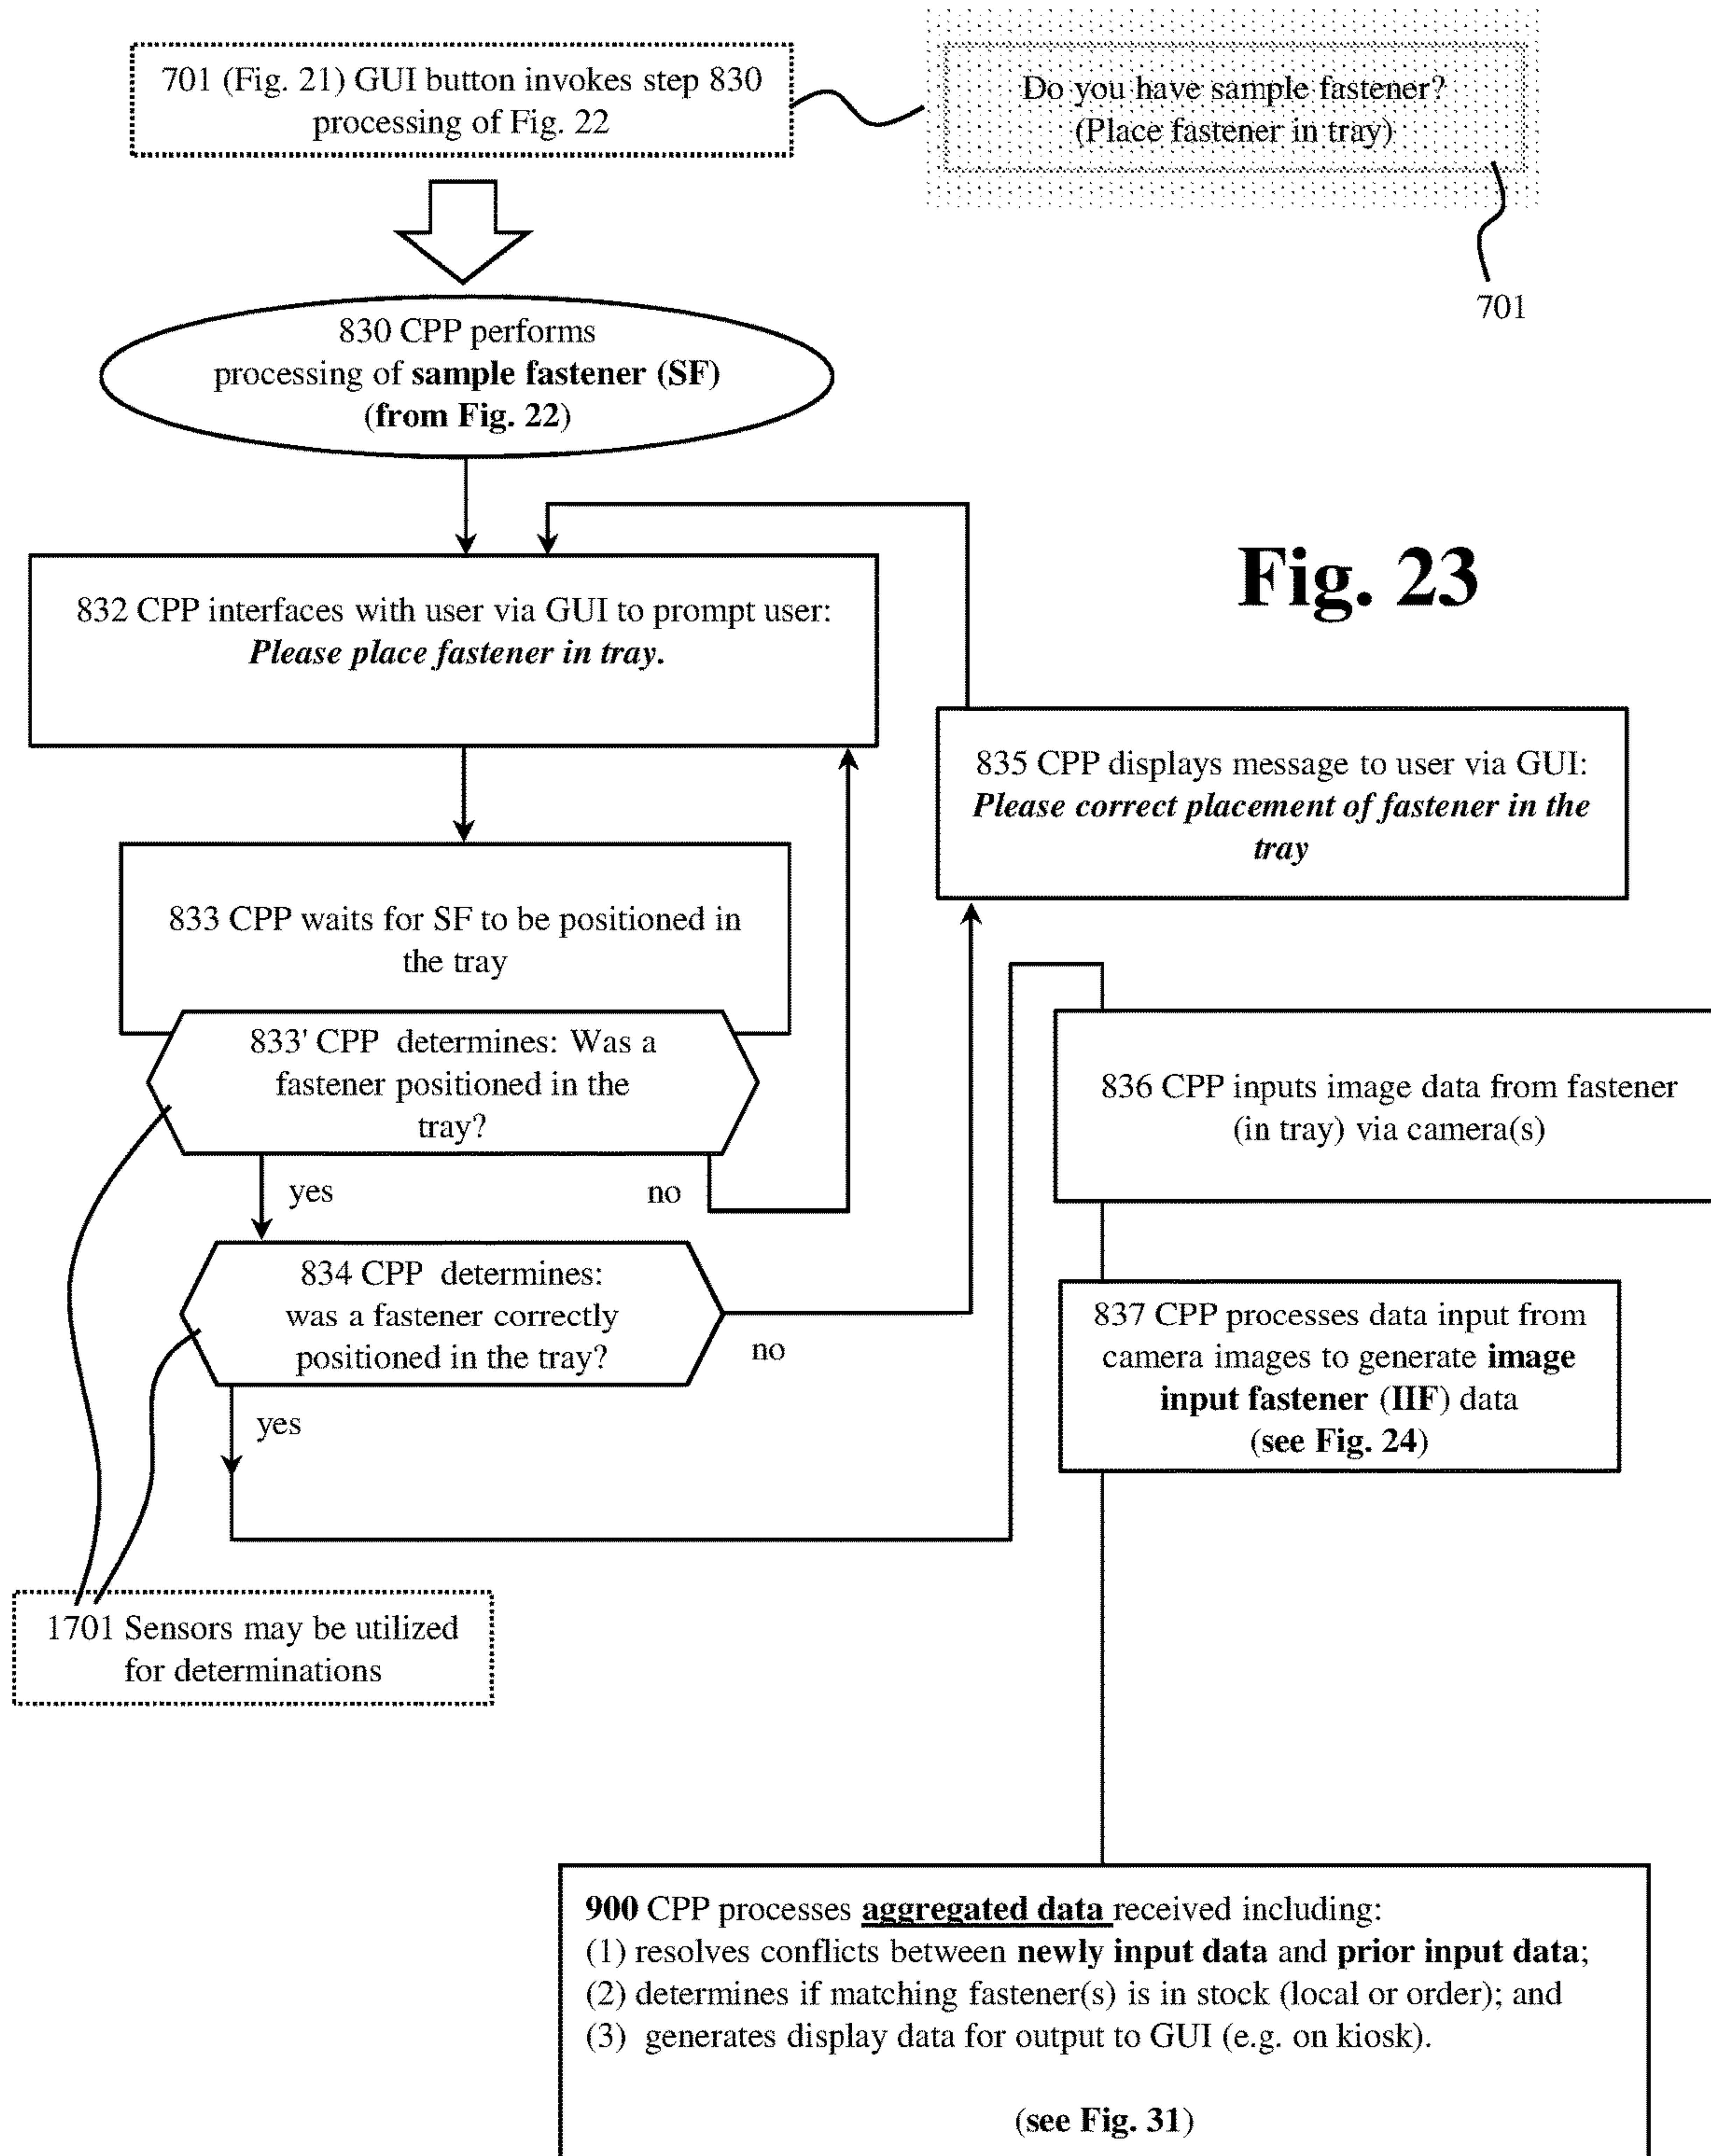 701 (Fig. 21) GUI button invokes step 830
processing of Fig. 22
Do you have sample fastener?
(Place fastener in tray)
701
830 CPP performs
processing of sample fastener (SF)
(from Fig. 22)
Fig. 23
832 CPP interfaces with user via GUI to prompt user:
Please place fastener in tray.
835 CPP displays message to user via GUI:
Please correct placement of fastener in the
tray
833 CPP waits for SF to be positioned in
the tray
833' CPP determines: Was a
fastener positioned in the
tray?
yes
no
836 CPP inputs image data from fastener
(in tray) via camera(s)
834 CPP determines:
was a fastener correctly
positioned in the tray?
no
yes
837 CPP processes data input from
camera images to generate image
input fastener (IIF) data
(see Fig. 24)
1701 Sensors may be utilized
for determinations
900 CPP processes aggregated data received including:
(1) resolves conflicts between newly input data and prior input data;
(2) determines if matching fastener(s) is in stock (local or order); and
(3) generates display data for output to GUI (e.g. on kiosk).
(see Fig. 31)